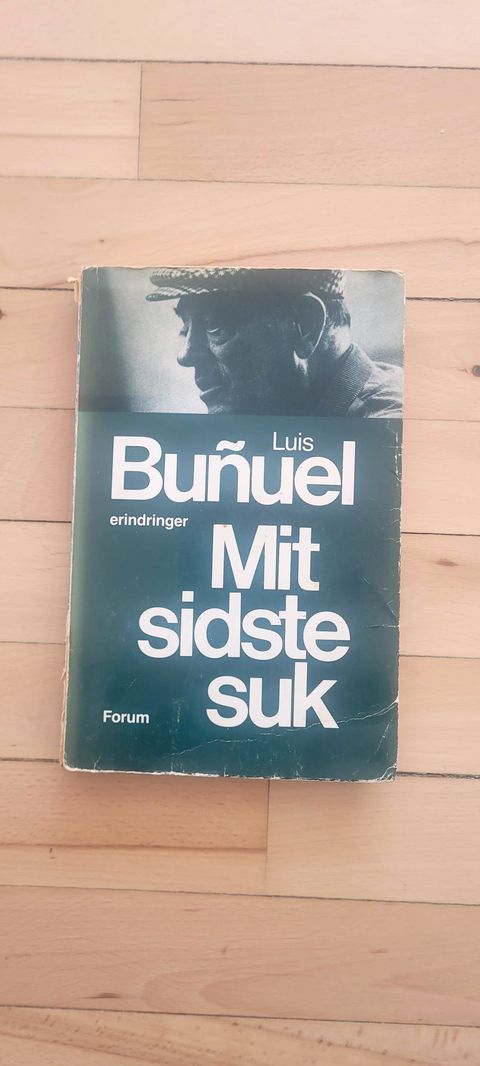 Luis
Buñuel
erindringer
Mit
sidste
suk
Forum